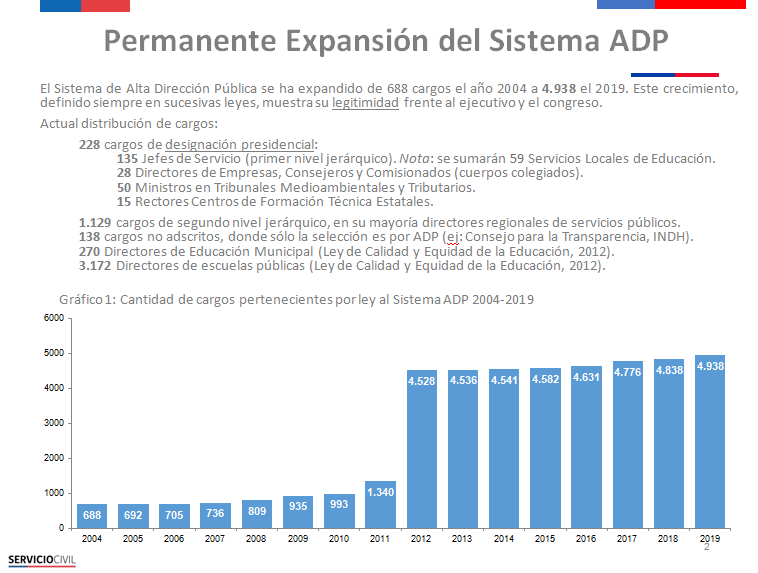 Permanente Expansión del Sistema ADP
El Sistema de Alta Dirección Pública se ha expandido de 688 cargos el año 2004 a 4.938 el 2019. Este crecimiento,
definido siempre en sucesivas leyes, muestra su legitimidad frente al ejecutivo y el congreso.
Actual distribución de cargos:
228 cargos de designación presidencial:
135 Jefes de Servicio (primer nivel jerárquico). Nota: se sumarán 59 Servicios Locales de Educación.
28 Directores de Empresas, Consejeros y Comisionados (cuerpos colegiados).
50 Ministros en Tribunales Medioambientales y Tributarios.
15 Rectores Centros de Formación Técnica Estatales.
1.129 cargos de segundo nivel jerárquico, en su mayoría directores regionales de servicios públicos.
138 cargos no adscritos, donde sólo la selección es por ADP (ej: Consejo para la Transparencia, INDH).
270 Directores de Educación Municipal (Ley de Calidad y Equidad de la Educación, 2012).
3.172 Directores de escuelas públicas (Ley de Calidad y Equidad de la Educación, 2012).
Gráfico 1: Cantidad de cargos pertenecientes por ley al Sistema ADP 2004-2019
6000
5000
4000
3000
2000
1000
0
688 692 705 736 809 935 993 1.340 4.528 4.536 4.541 4.582 4.631 4.776 4.838 4.938
2004 2005 2006 2007 2008 2009 2010 2011 2012 2013 2014 2015 2016 2017 2018 2019
2
SERVICIO CIVIL